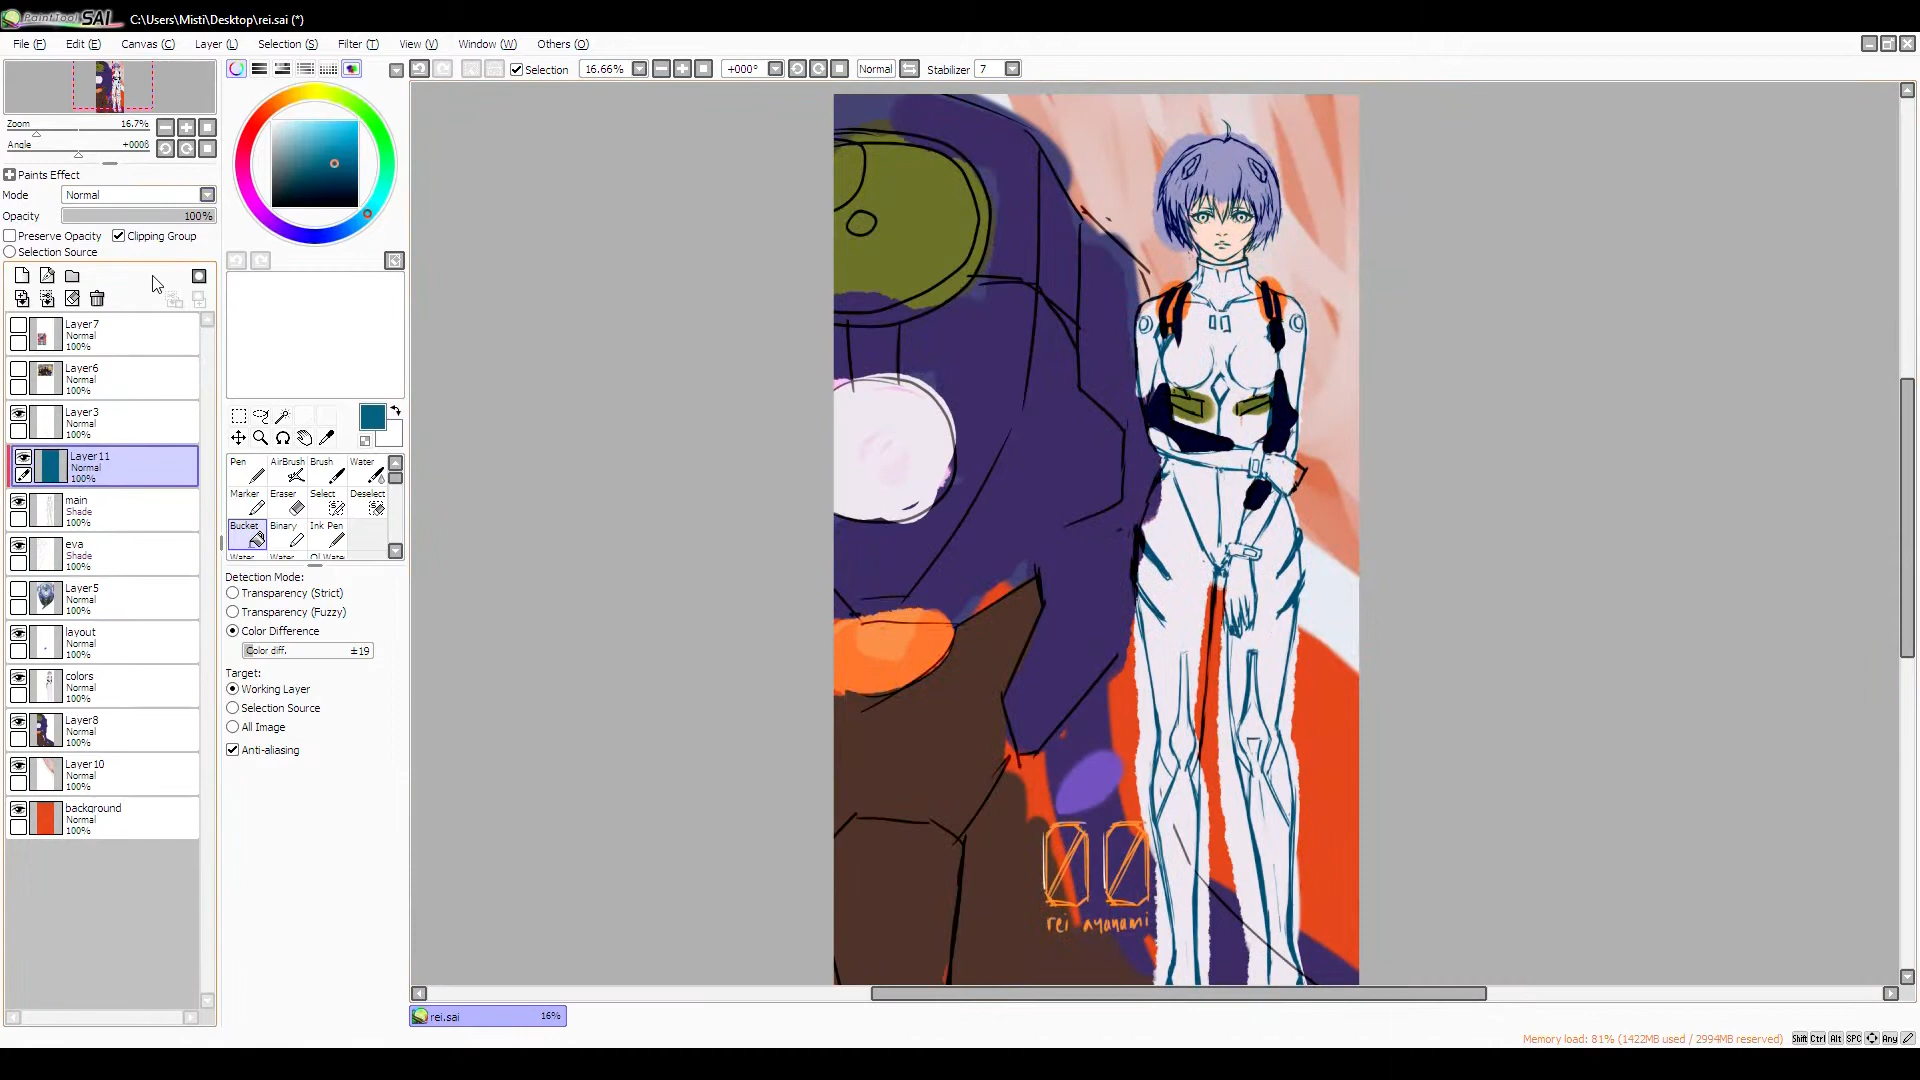 PaintTool SAI C:\Users\Misti\Desktop\rei.sai (*)
File (F) Edit (E) Canvas (C) Layer (L) Selection (S) Filter (T) View (V) Window (W) Others (O)
Selection 16.66% +000° Normal Stabilizer 7
Zoom 16.7%
Angle +000ß
Paints Effect
Mode Normal
Opacity 100%
Preserve Opacity Clipping Group
Selection Source
Layer7
Normal
100%
Layer6
Normal
100%
Layer3
Normal
100%
Layer11
Normal
100%
main
Shade
100%
eva
Shade
100%
Layer5
Normal
100%
layout
Normal
100%
colors
Normal
100%
Layer8
Normal
100%
Layer10
Normal
100%
background
Normal
100%
Pen AirBrush Brush Water
Marker Eraser Select Deselect
Bucket Binary Ink Pen
Detection Mode:
Transparency (Strict)
Transparency (Fuzzy)
Color Difference
Color diff. ±19
Target:
Working Layer
Selection Source
All Image
Anti-aliasing
00
rei ayanami
rei.sai 16%
Memory load: 81% (1422MB used / 2994MB reserved) Shift Ctrl Alt SPC Any